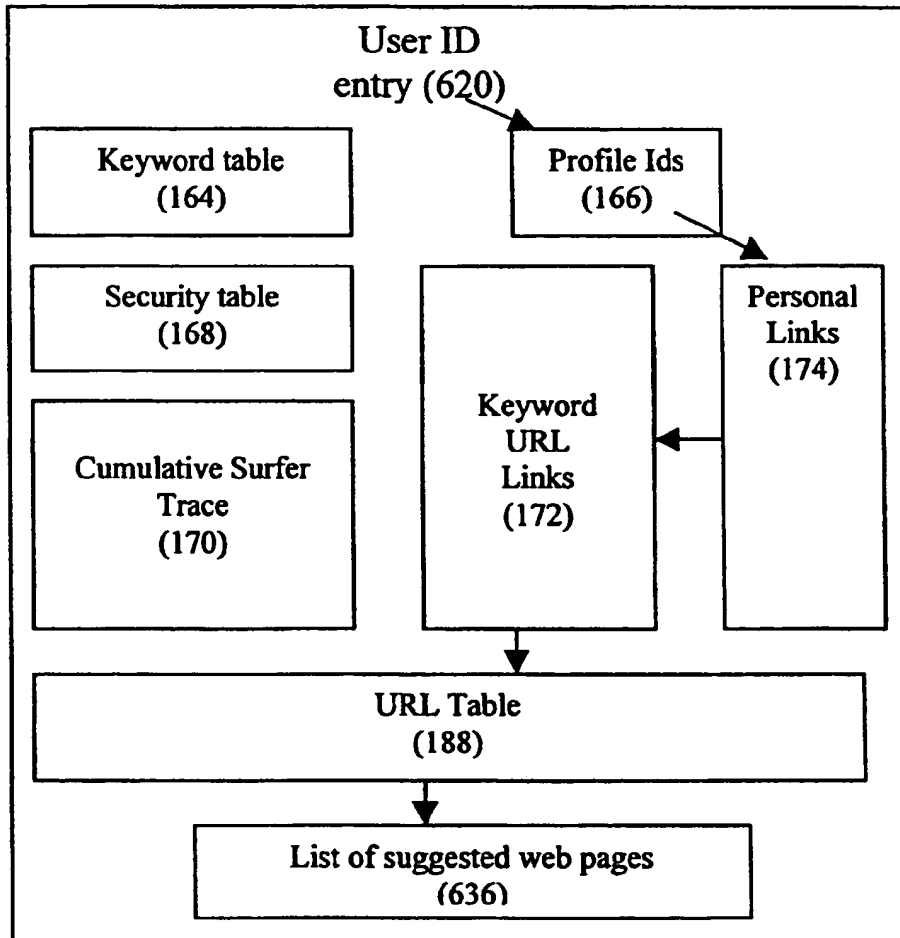 User ID
entry (620)
Keyword table
(164)
Profile Ids
(166)
Security table
(168)
Personal
Links
(174)
Keyword
URL
Links
(172)
Cumulative Surfer
Trace
(170)
URL Table
(188)
List of suggested web pages
(636)